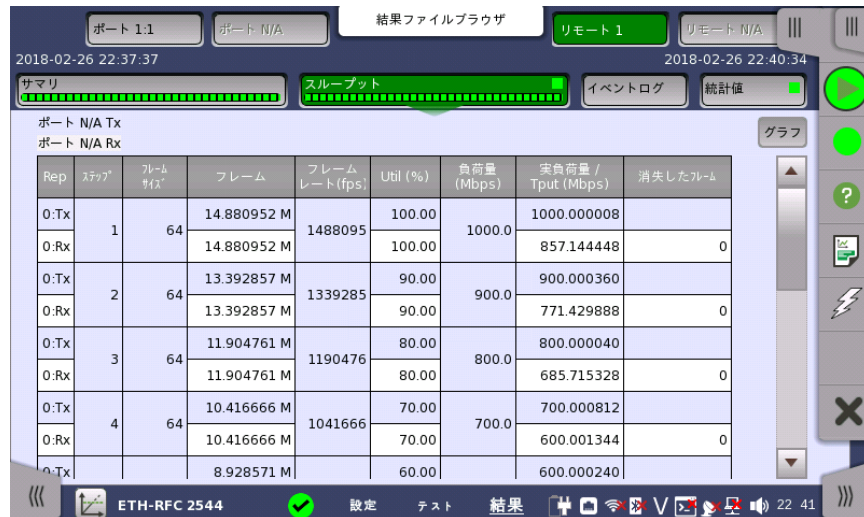 ポート 1:1
ポート N/A
結果ファイルブラウザ
リモート 1
リモート N/A
2018-02-26 22:37:37
2018-02-26 22:40:34
サマリ
スループット
イベントログ
統計値
ポート N/A Tx
ポート N/A Rx
グラフ
Rep ステップ フレームサイズ フレーム フレームレート(fps) Util (%) 負荷量 (Mbps) 実負荷量 / Tput (Mbps) 消失したフレーム
0:Tx 1 64 14.880952 M 1488095 100.00 1000.0 1000.000008
0:Rx 14.880952 M 100.00 857.144448 0
0:Tx 2 64 13.392857 M 1339285 90.00 900.0 900.000360
0:Rx 13.392857 M 90.00 771.429888 0
0:Tx 3 64 11.904761 M 1190476 80.00 800.0 800.000040
0:Rx 11.904761 M 80.00 685.715328 0
0:Tx 4 64 10.416666 M 1041666 70.00 700.0 700.000812
0:Rx 10.416666 M 70.00 600.001344 0
0:Tx 8.928571 M 60.00 600.000240
ETH-RFC 2544
設定
テスト
結果
22 41